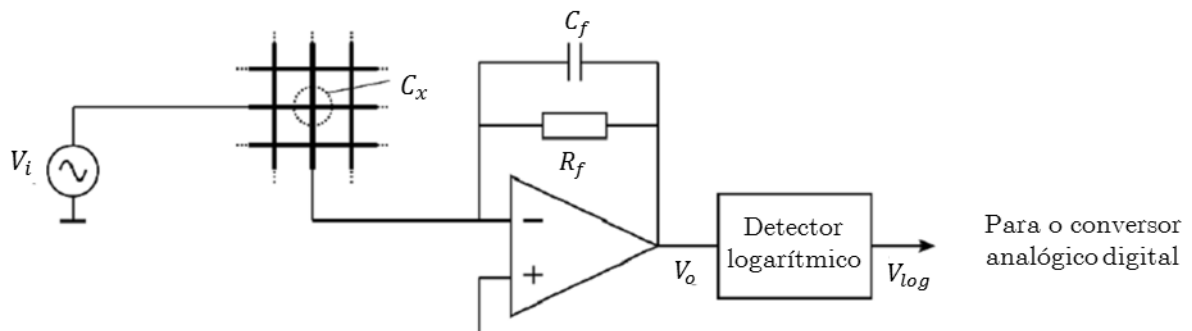 C_f
C_x
V_i
R_f
−
+
V_o
Detector
logarítmico
V_log
Para o conversor
analógico digital